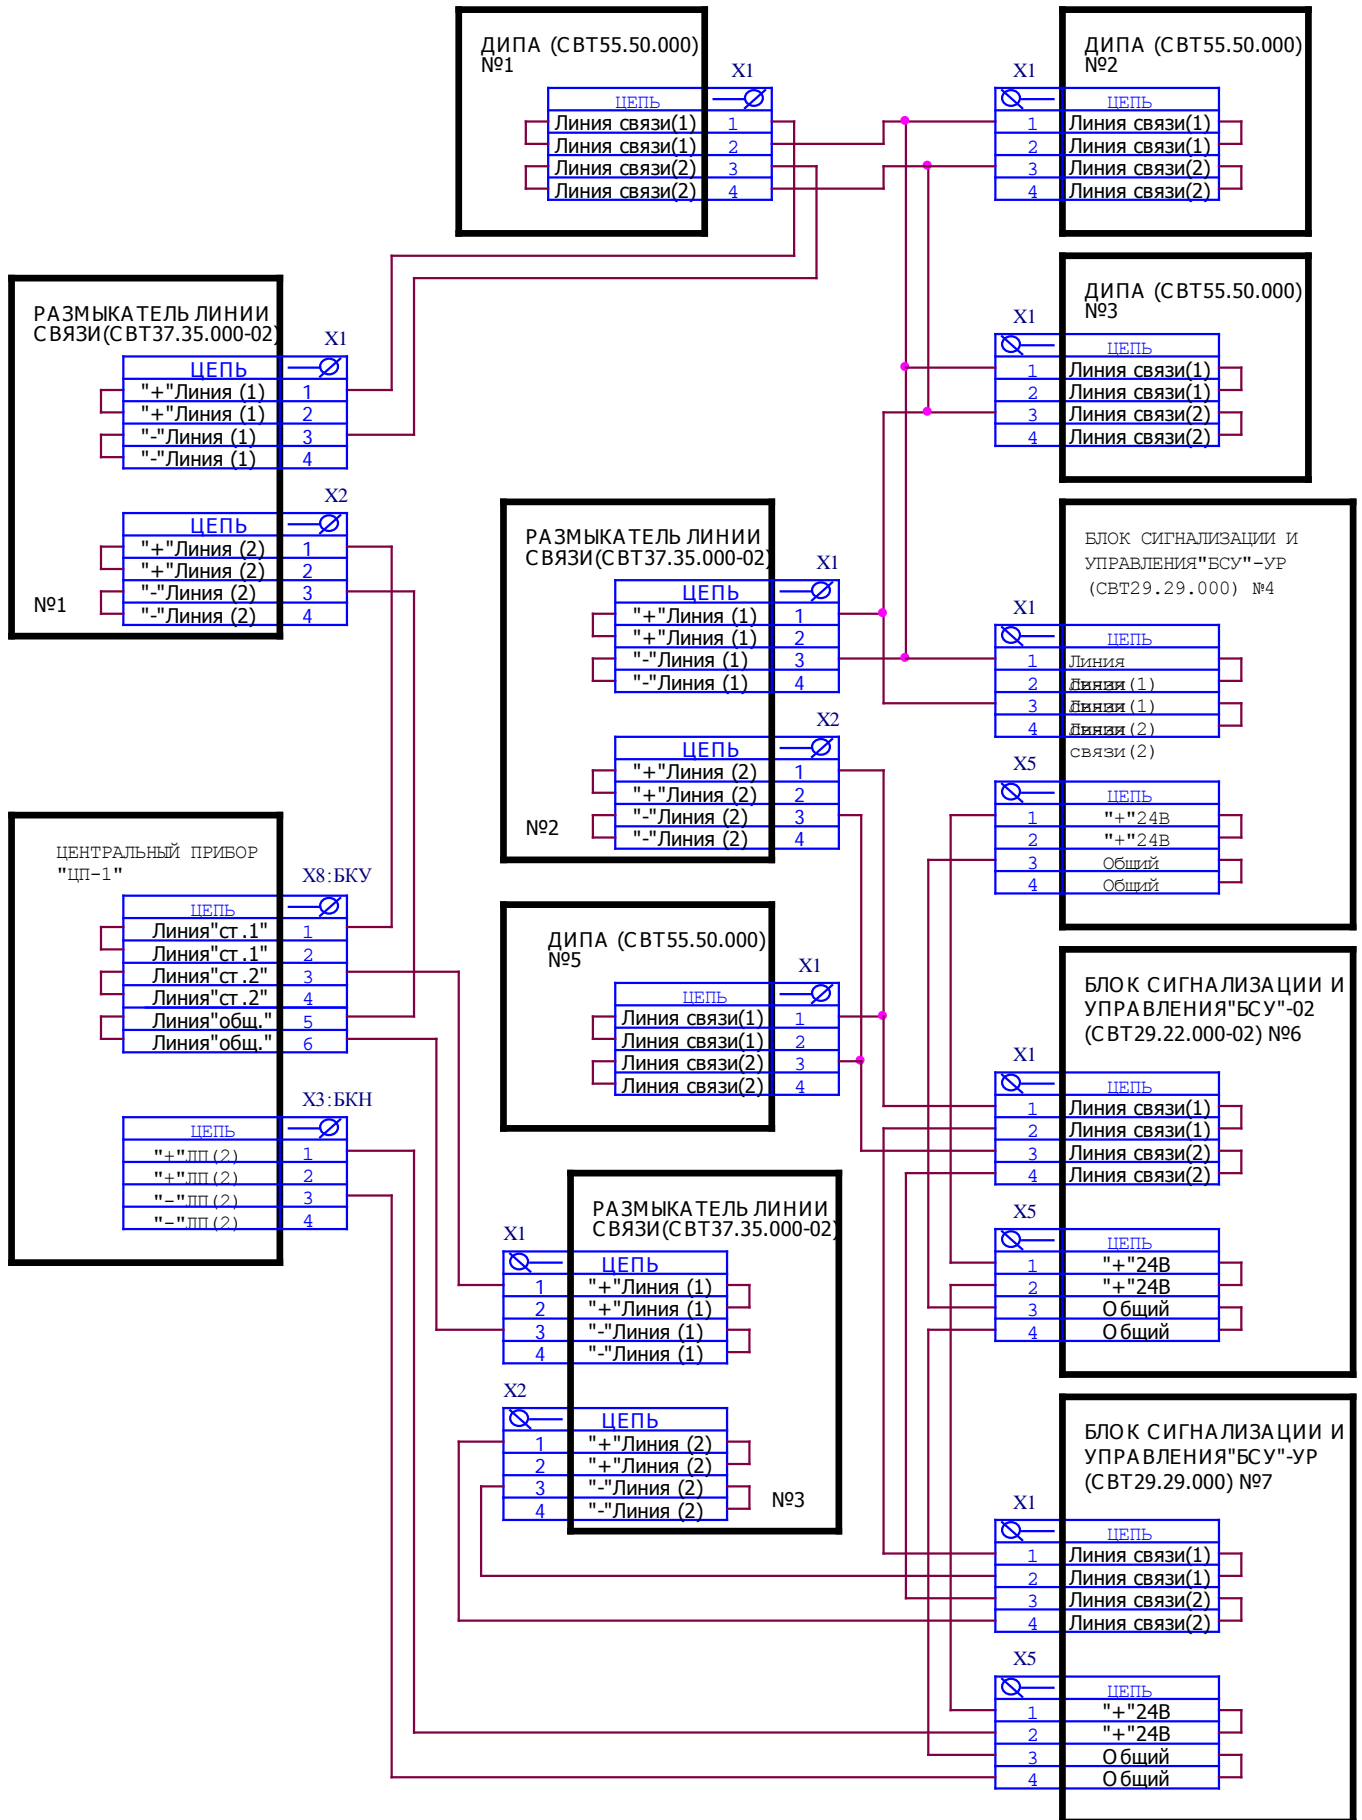 ДИПА (СВТ55.50.000)
№1
X1
ЦЕПЬ
Линия связи(1) 1
Линия связи(1) 2
Линия связи(2) 3
Линия связи(2) 4
ДИПА (СВТ55.50.000)
№2
X1
ЦЕПЬ
1 Линия связи(1)
2 Линия связи(1)
3 Линия связи(2)
4 Линия связи(2)
РАЗМЫКАТЕЛЬ ЛИНИИ
СВЯЗИ(СВТ37.35.000-02)
X1
ЦЕПЬ
"+"Линия (1) 1
"+"Линия (1) 2
"-"Линия (1) 3
"-"Линия (1) 4
X2
ЦЕПЬ
"+"Линия (2) 1
"+"Линия (2) 2
"-"Линия (2) 3
"-"Линия (2) 4
№1
ДИПА (СВТ55.50.000)
№3
X1
ЦЕПЬ
1 Линия связи(1)
2 Линия связи(1)
3 Линия связи(2)
4 Линия связи(2)
РАЗМЫКАТЕЛЬ ЛИНИИ
СВЯЗИ(СВТ37.35.000-02)
X1
ЦЕПЬ
"+"Линия (1) 1
"+"Линия (1) 2
"-"Линия (1) 3
"-"Линия (1) 4
X2
ЦЕПЬ
"+"Линия (2) 1
"+"Линия (2) 2
"-"Линия (2) 3
"-"Линия (2) 4
№2
БЛОК СИГНАЛИЗАЦИИ И
УПРАВЛЕНИЯ"БСУ"-УР
(СВТ29.29.000) №4
X1
ЦЕПЬ
1 Линия
2 (1)
3 (1)
4 (2)
связи(2)
X5
ЦЕПЬ
1 "+"24В
2 "+"24В
3 Общий
4 Общий
ЦЕНТРАЛЬНЫЙ ПРИБОР
"ЦП-1"
X8:БКУ
ЦЕПЬ
Линия"ст.1" 1
Линия"ст.1" 2
Линия"ст.2" 3
Линия"ст.2" 4
Линия"общ." 5
Линия"общ." 6
X3:БКН
ЦЕПЬ
"+"ЛП(2) 1
"+"ЛП(2) 2
"-"ЛП(2) 3
"-"ЛП(2) 4
ДИПА (СВТ55.50.000)
№5
X1
ЦЕПЬ
Линия связи(1) 1
Линия связи(1) 2
Линия связи(2) 3
Линия связи(2) 4
БЛОК СИГНАЛИЗАЦИИ И
УПРАВЛЕНИЯ"БСУ"-02
(СВТ29.22.000-02) №6
X1
ЦЕПЬ
1 Линия связи(1)
2 Линия связи(1)
3 Линия связи(2)
4 Линия связи(2)
X5
ЦЕПЬ
1 "+"24В
2 "+"24В
3 Общий
4 Общий
РАЗМЫКАТЕЛЬ ЛИНИИ
СВЯЗИ(СВТ37.35.000-02)
X1
ЦЕПЬ
1 "+"Линия (1)
2 "+"Линия (1)
3 "-"Линия (1)
4 "-"Линия (1)
X2
ЦЕПЬ
1 "+"Линия (2)
2 "+"Линия (2)
3 "-"Линия (2)
4 "-"Линия (2)
№3
БЛОК СИГНАЛИЗАЦИИ И
УПРАВЛЕНИЯ"БСУ"-УР
(СВТ29.29.000) №7
X1
ЦЕПЬ
1 Линия связи(1)
2 Линия связи(1)
3 Линия связи(2)
4 Линия связи(2)
X5
ЦЕПЬ
1 "+"24В
2 "+"24В
3 Общий
4 Общий